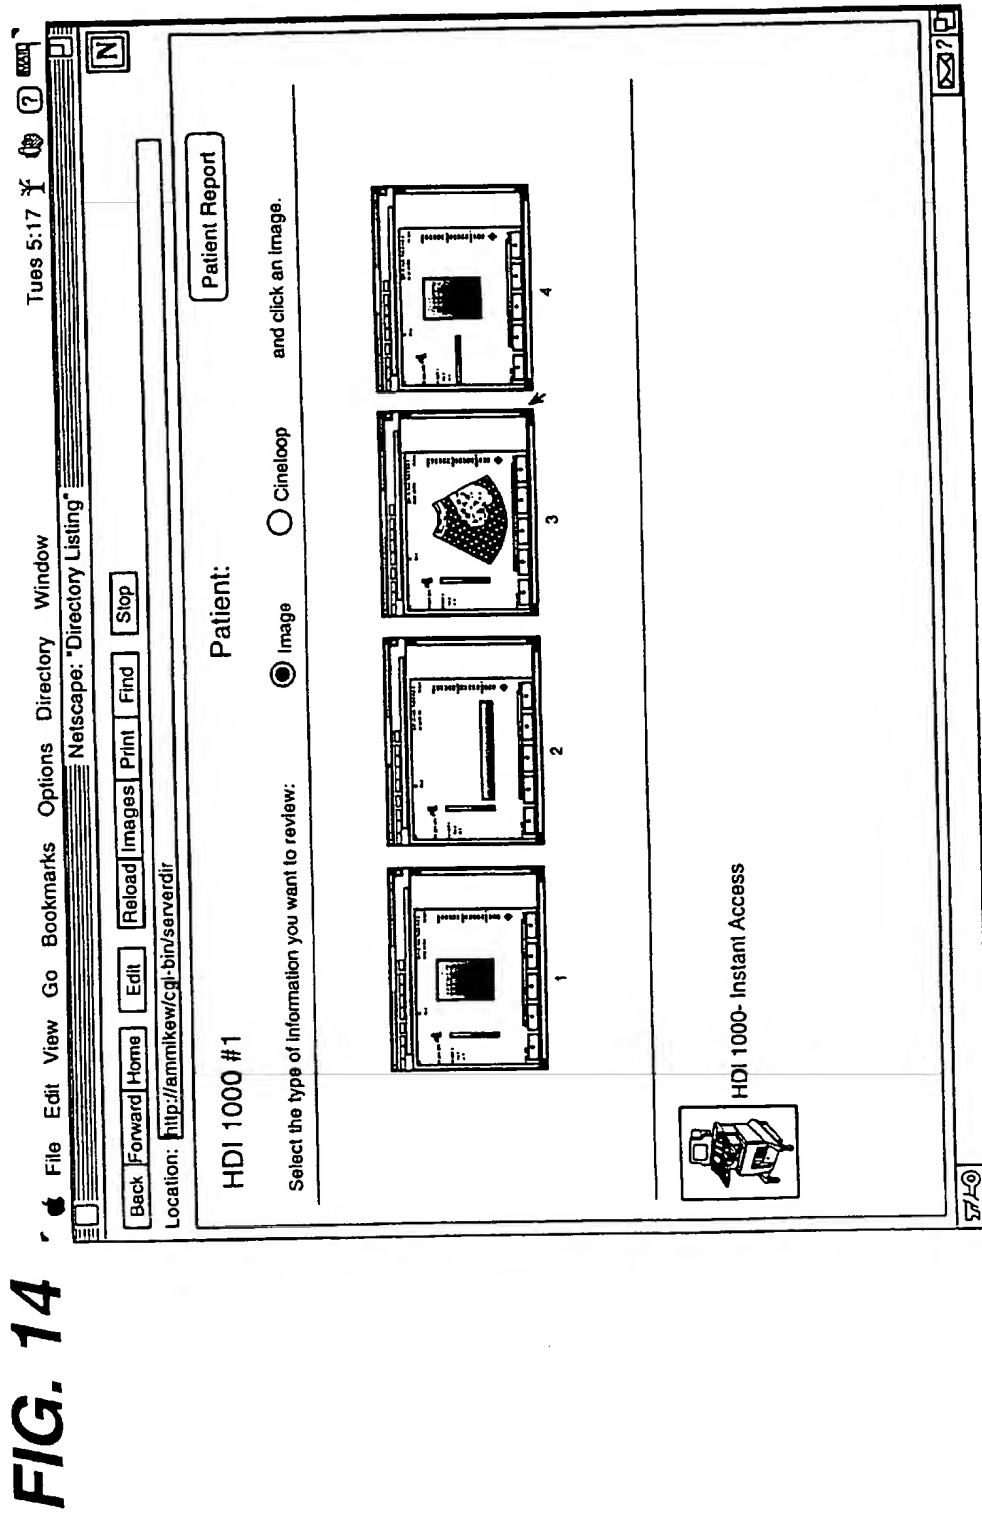 FIG. 14
File Edit View Go Bookmarks Options Directory Window Tues 5:17 ?
Netscape: "Directory Listing"
Back Forward Home Edit Reload Images Print Find Stop
N
Location: http://ammikew/cgi-bin/serverdir
HDI 1000 #1 Patient: Patient Report
Select the type of information you want to review: Image Cineloop and click an image.
1 2 3 4
HDI 1000- Instant Access
?